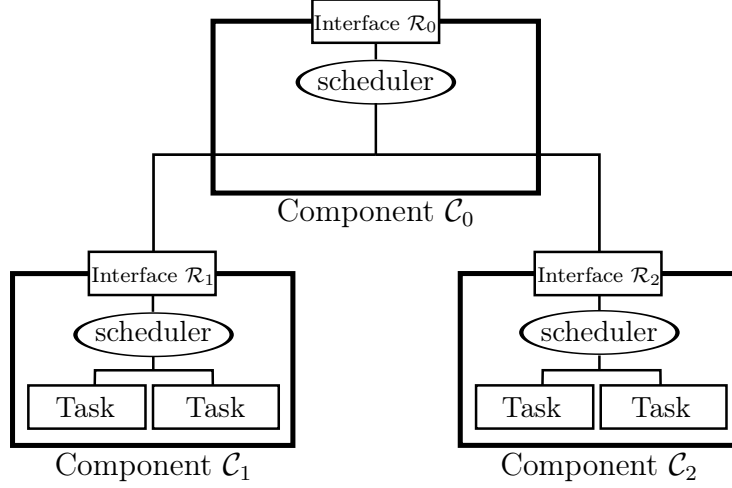 Interface R₀
scheduler
Component C₀
Interface R₁
Interface R₂
scheduler
scheduler
Task
Task
Task
Task
Component C₁
Component C₂